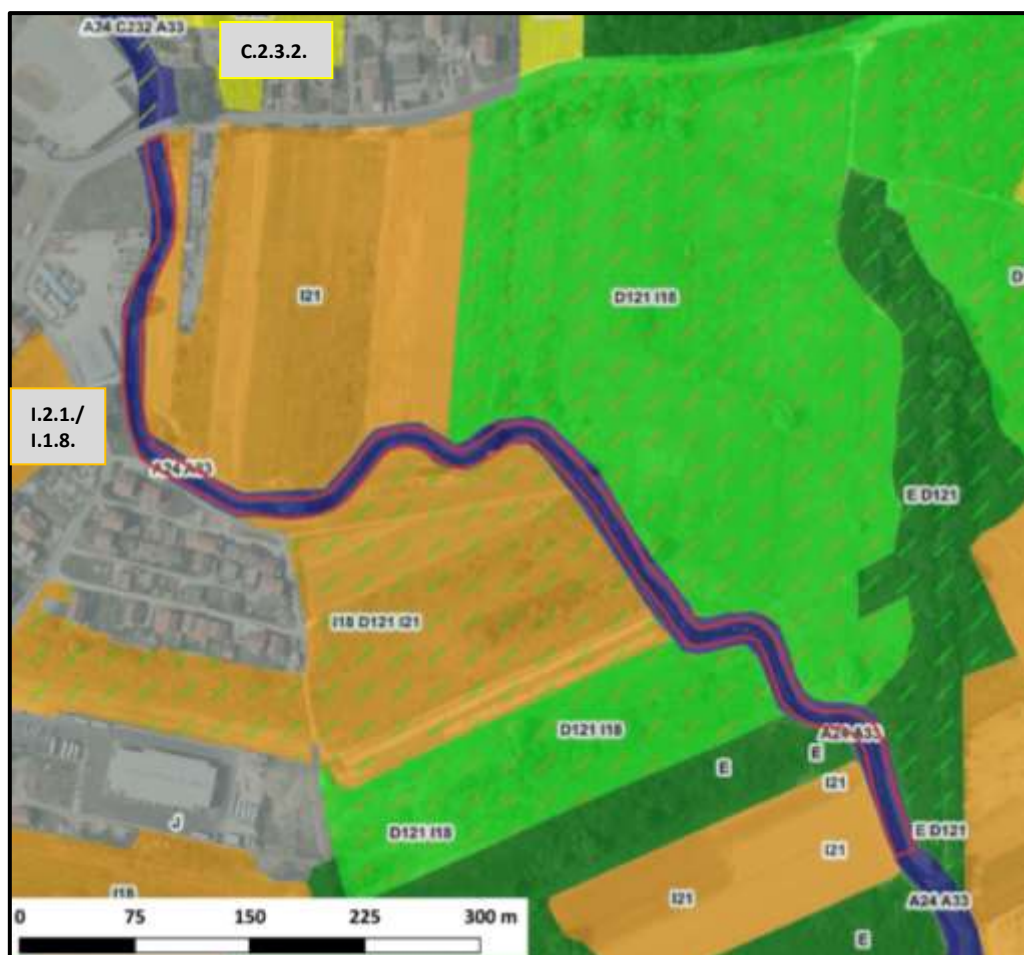 A24 C232 A33
C.2.3.2.
I21
D121 I18
D
I.2.1./
I.1.8.
A24 A33
E D121
I18 D121 I21
D121 I18
A24 A33
E
E
I21
J
D121 I18
E D121
I21
I18
I21
A24 A33
E
0 75 150 225 300 m